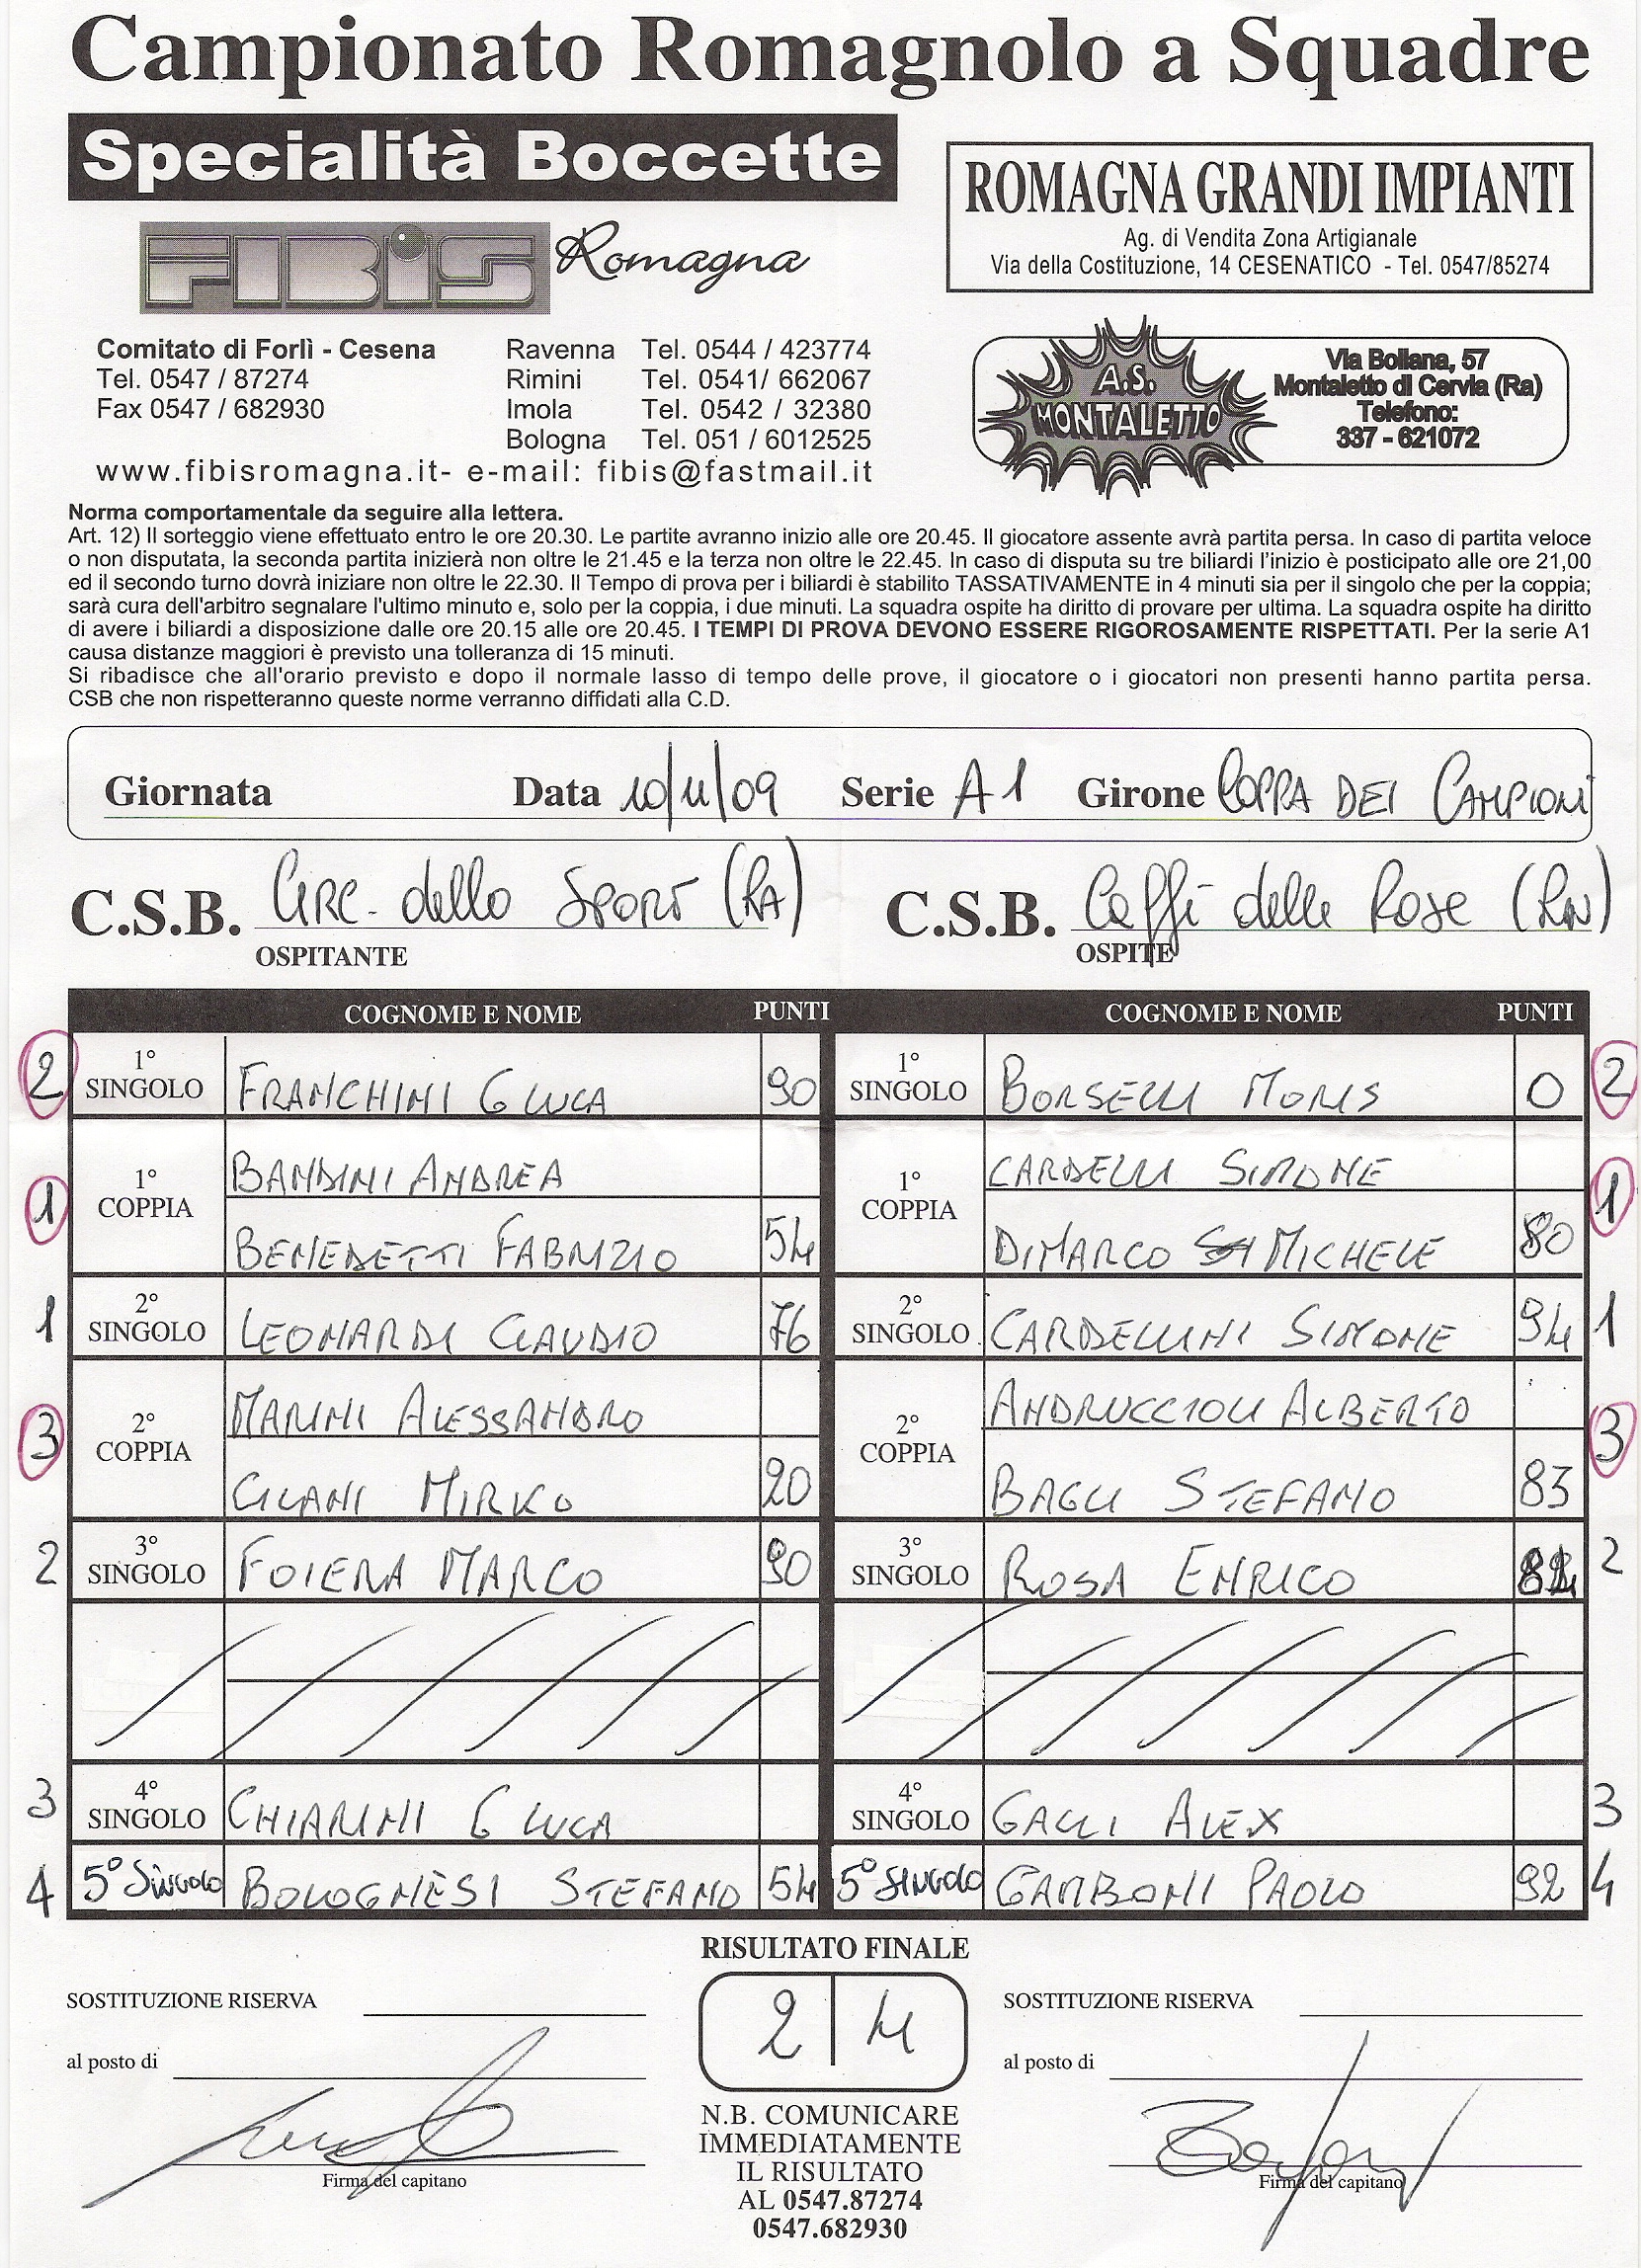 Campionato Romagnolo a Squadre
Specialità Boccette
FIBiS Romagna
ROMAGNA GRANDI IMPIANTI
Ag. di Vendita Zona Artigianale
Via della Costituzione, 14 CESENATICO - Tel. 0547/85274
Comitato di Forlì - Cesena
Tel. 0547 / 87274
Fax 0547 / 682930
Ravenna Tel. 0544 / 423774
Rimini Tel. 0541/ 662067
Imola Tel. 0542 / 32380
Bologna Tel. 051 / 6012525
www.fibisromagna.it- e-mail: fibis@fastmail.it
A.S. MONTALETTO
Via Bollana, 57
Montaletto di Cervia (Ra)
Telefono:
337 - 621072
Norma comportamentale da seguire alla lettera.
Art. 12) Il sorteggio viene effettuato entro le ore 20.30. Le partite avranno inizio alle ore 20.45. Il giocatore assente avrà partita persa. In caso di partita veloce
o non disputata, la seconda partita inizierà non oltre le 21.45 e la terza non oltre le 22.45. In caso di disputa su tre biliardi l'inizio è posticipato alle ore 21,00
ed il secondo turno dovrà iniziare non oltre le 22.30. Il Tempo di prova per i biliardi è stabilito TASSATIVAMENTE in 4 minuti sia per il singolo che per la coppia;
sarà cura dell'arbitro segnalare l'ultimo minuto e, solo per la coppia, i due minuti. La squadra ospite ha diritto di provare per ultima. La squadra ospite ha diritto
di avere i biliardi a disposizione dalle ore 20.15 alle ore 20.45. I TEMPI DI PROVA DEVONO ESSERE RIGOROSAMENTE RISPETTATI. Per la serie A1
causa distanze maggiori è previsto una tolleranza di 15 minuti.
Si ribadisce che all'orario previsto e dopo il normale lasso di tempo delle prove, il giocatore o i giocatori non presenti hanno partita persa.
CSB che non rispetteranno queste norme verranno diffidati alla C.D.
Giornata Data 10/11/09 Serie A1 Girone COPPA DEI CAMPIONI
C.S.B. CIRC. dello SPORT (RA) C.S.B. Caffè delle Rose (RN)
OSPITANTE OSPITE
COGNOME E NOME PUNTI COGNOME E NOME PUNTI
2 1° SINGOLO FRANCHINI G LUCA 90 1° SINGOLO BORSELLI MORIS 0 2
1 1° COPPIA BANDINI ANDREA 1° COPPIA CARDELLI SIMONE 1
BENEDETTI FABRIZIO 54 DIMARCO MICHELE 80
1 2° SINGOLO LEONARDI CLAUDIO 76 2° SINGOLO CARDELLINI SIMONE 94 1
3 2° COPPIA MARINI ALESSANDRO 2° COPPIA ANDRUCCIOLI ALBERTO 3
CILANI MIRKO 20 BAGLI STEFANO 83
2 3° SINGOLO FOIERA MARCO 90 3° SINGOLO ROSA ENRICO 2
3 4° SINGOLO CHIARINI G LUCA 4° SINGOLO GALLI ALEX 3
4 5° SINGOLO BOLOGNESI STEFANO 54 5° SINGOLO GAMBONI PAOLO 92 4
RISULTATO FINALE
2 4
SOSTITUZIONE RISERVA SOSTITUZIONE RISERVA
al posto di al posto di
Firma del capitano Firma del capitano
N.B. COMUNICARE
IMMEDIATAMENTE
IL RISULTATO
AL 0547.87274
0547.682930